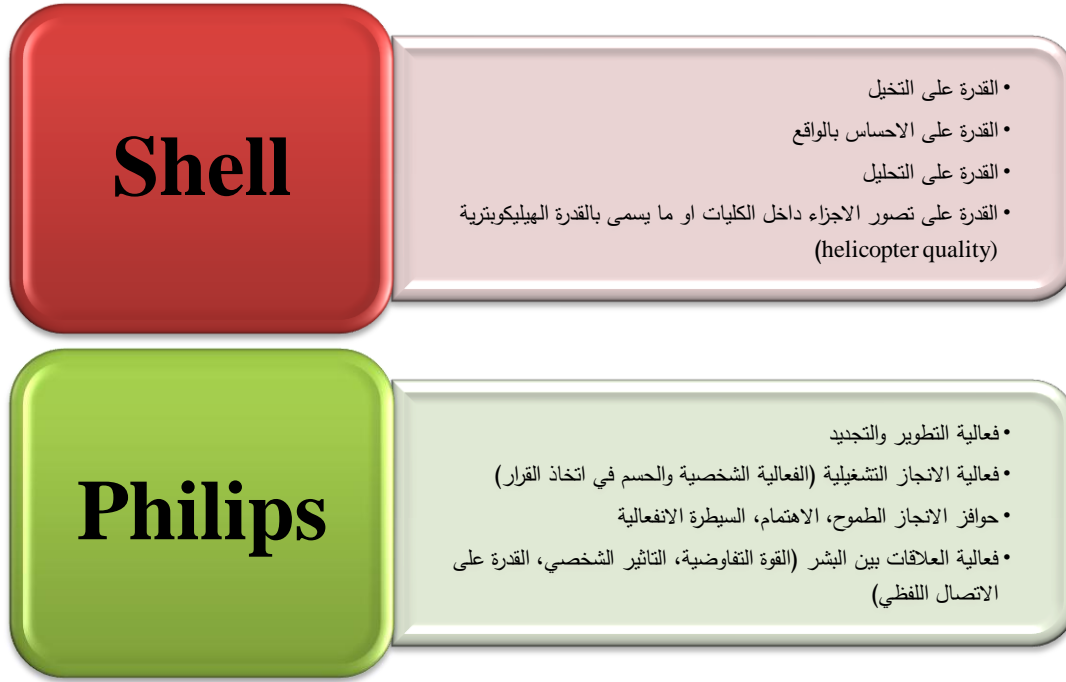 Shell
• القدرة على التخيل
• القدرة على الاحساس بالواقع
• القدرة على التحليل
• القدرة على تصور الاجزاء داخل الكليات او ما يسمى بالقدرة الهيليكوبترية
(helicopter quality)
Philips
• فعالية التطوير والتجديد
• فعالية الانجاز التشغيلية (الفعالية الشخصية والحسم في اتخاذ القرار)
• حوافز الانجاز الطموح، الاهتمام، السيطرة الانفعالية
• فعالية العلاقات بين البشر (القوة التفاوضية، التاثير الشخصي، القدرة على
الاتصال اللفظي)